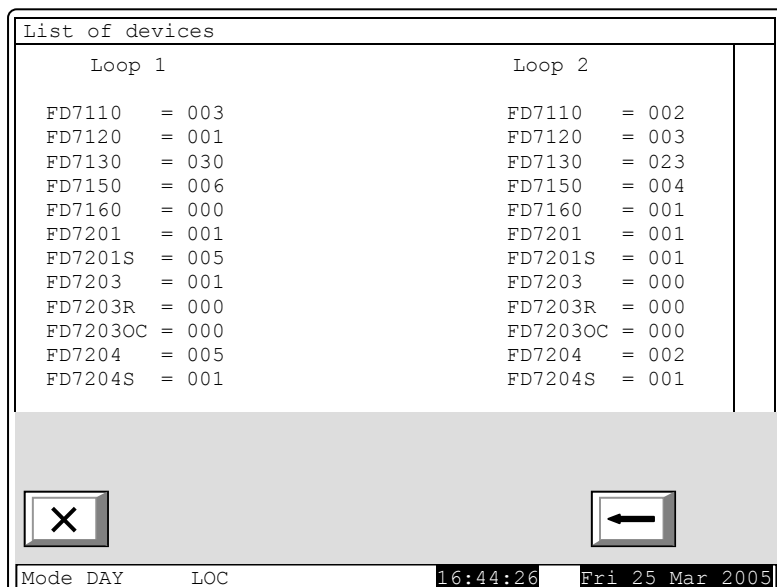 List of devices
Loop 1 Loop 2
FD7110 = 003 FD7110 = 002
FD7120 = 001 FD7120 = 003
FD7130 = 030 FD7130 = 023
FD7150 = 006 FD7150 = 004
FD7160 = 000 FD7160 = 001
FD7201 = 001 FD7201 = 001
FD7201S = 005 FD7201S = 001
FD7203 = 001 FD7203 = 000
FD7203R = 000 FD7203R = 000
FD7203OC = 000 FD7203OC = 000
FD7204 = 005 FD7204 = 002
FD7204S = 001 FD7204S = 001
Mode DAY LOC 16:44:26 Fri 25 Mar 2005